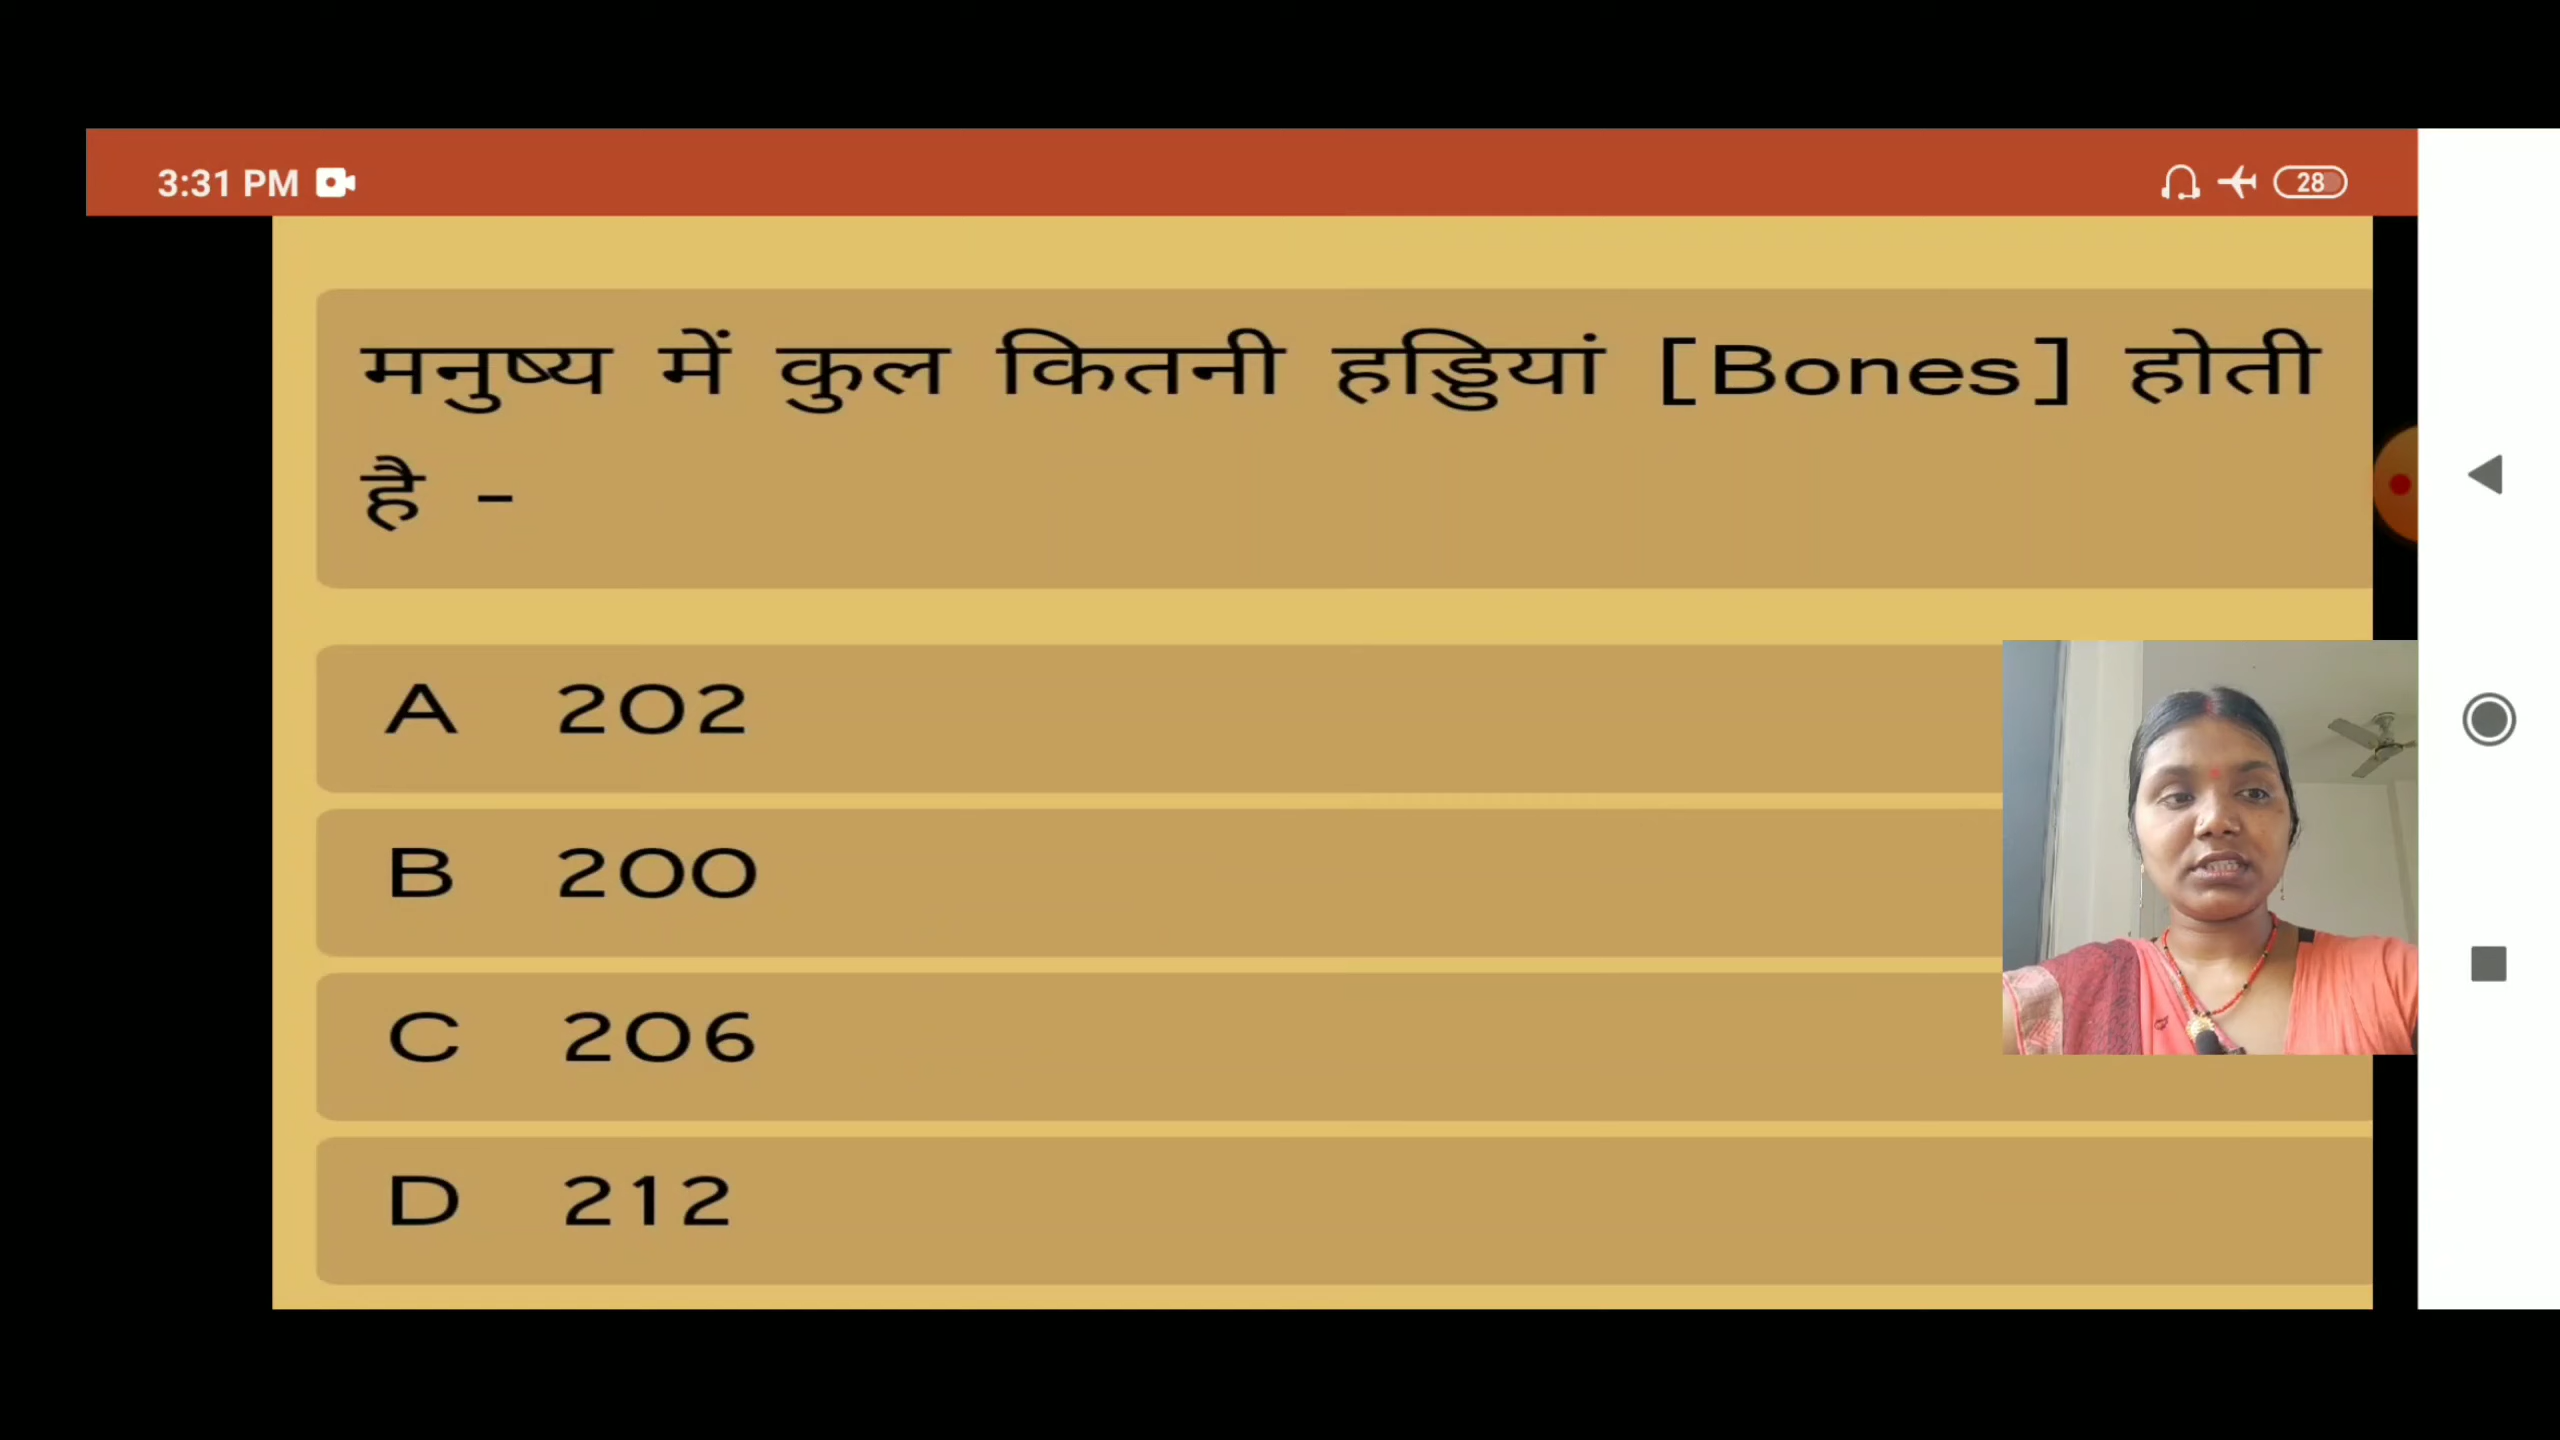 3:31 PM
28
मनुष्य में कुल कितनी हड्डियां [Bones] होती
है -
A 202
B 200
C 206
D 212